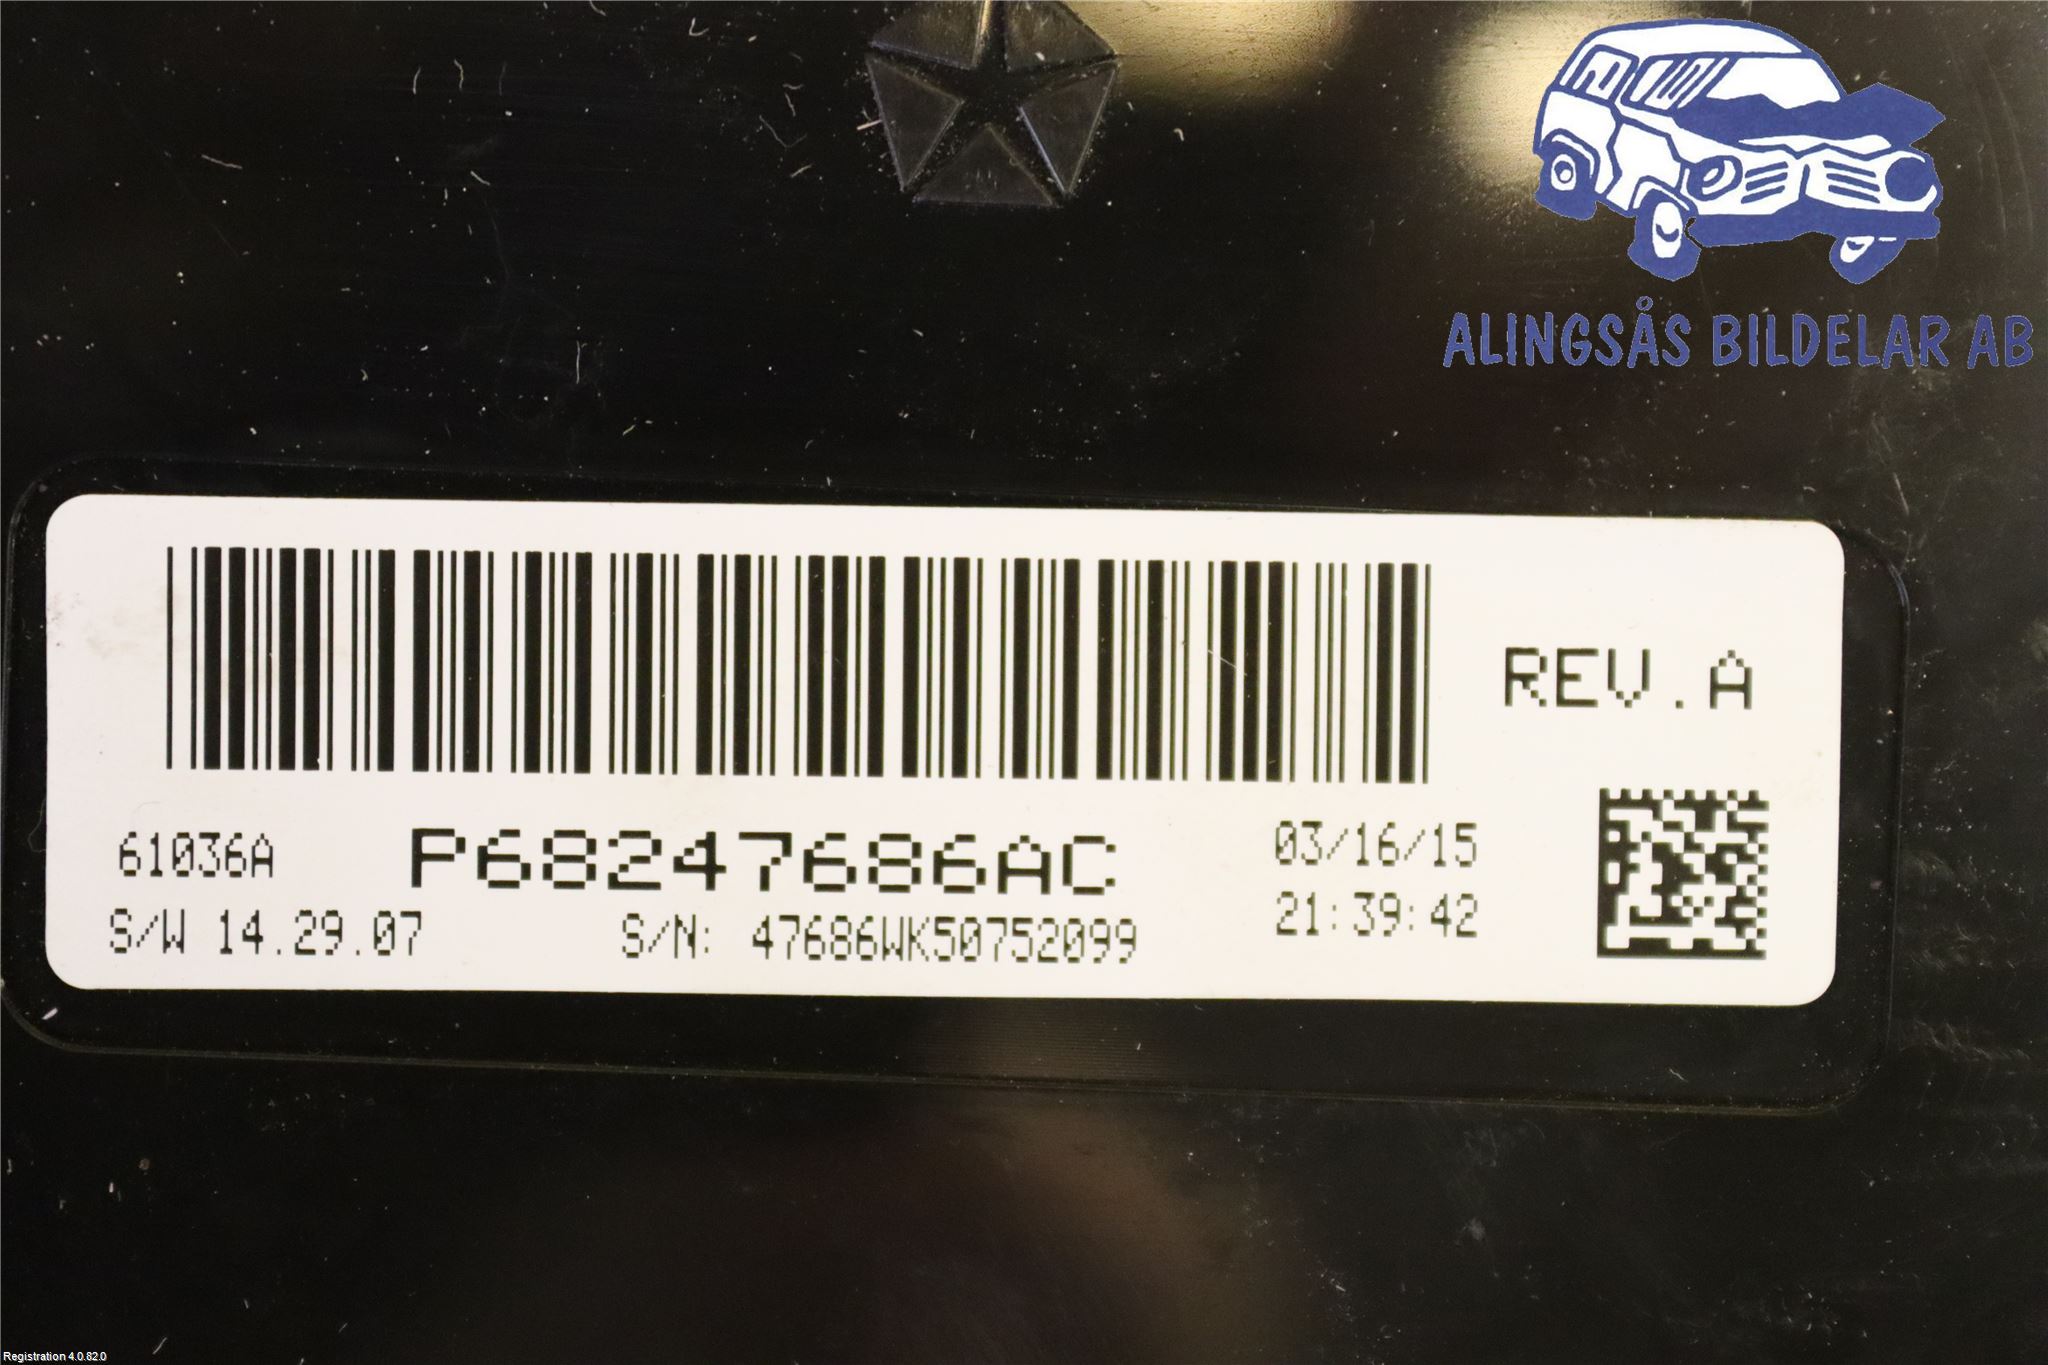 ALINGSÅS BILDELAR AB
REV.A
61036A P68247686AC 03/16/15
S/W 14.29.07 S/N: 47686WK50752099 21:39:42
Registration 4.0.82.0